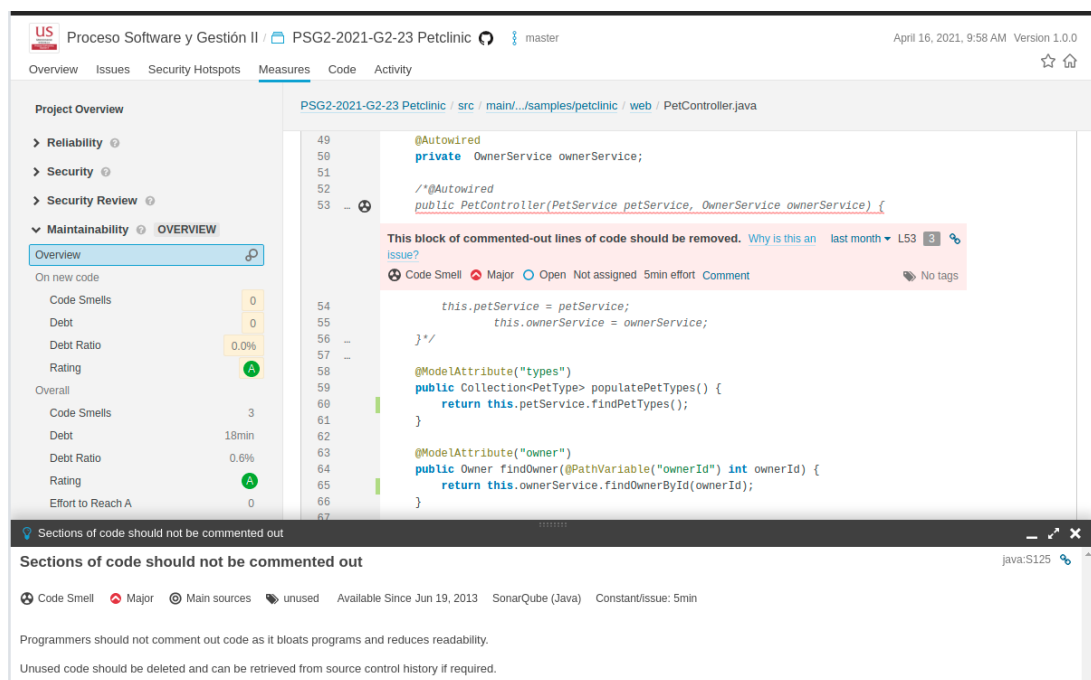 US
Proceso Software y Gestión II / PSG2-2021-G2-23 Petclinic master
April 16, 2021, 9:58 AM Version 1.0.0
Overview Issues Security Hotspots Measures Code Activity
Project Overview
Reliability
Security
Security Review
Maintainability OVERVIEW
Overview
On new code
Code Smells 0
Debt 0
Debt Ratio 0.0%
Rating A
Overall
Code Smells 3
Debt 18min
Debt Ratio 0.6%
Rating A
Effort to Reach A 0
PSG2-2021-G2-23 Petclinic / src / main/.../samples/petclinic / web / PetController.java
49 @Autowired
50 private OwnerService ownerService;
51
52 /*@Autowired
53 … public PetController(PetService petService, OwnerService ownerService) {
This block of commented-out lines of code should be removed. Why is this an
issue?
last month L53 3
Code Smell Major Open Not assigned 5min effort Comment No tags
54 this.petService = petService;
55 this.ownerService = ownerService;
56 … }*/
57 …
58 @ModelAttribute("types")
59 public Collection<PetType> populatePetTypes() {
60 return this.petService.findPetTypes();
61 }
62
63 @ModelAttribute("owner")
64 public Owner findOwner(@PathVariable("ownerId") int ownerId) {
65 return this.ownerService.findOwnerById(ownerId);
66 }
67
Sections of code should not be commented out
Sections of code should not be commented out
java:S125
Code Smell Major Main sources unused Available Since Jun 19, 2013 SonarQube (Java) Constant/issue: 5min
Programmers should not comment out code as it bloats programs and reduces readability.
Unused code should be deleted and can be retrieved from source control history if required.